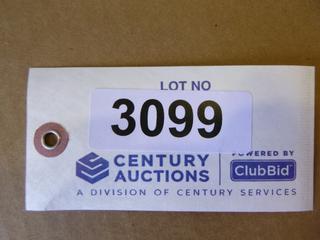 LOT NO
3099
CENTURY
AUCTIONS
POWERED BY
ClubBid
A DIVISION OF CENTURY SERVICES